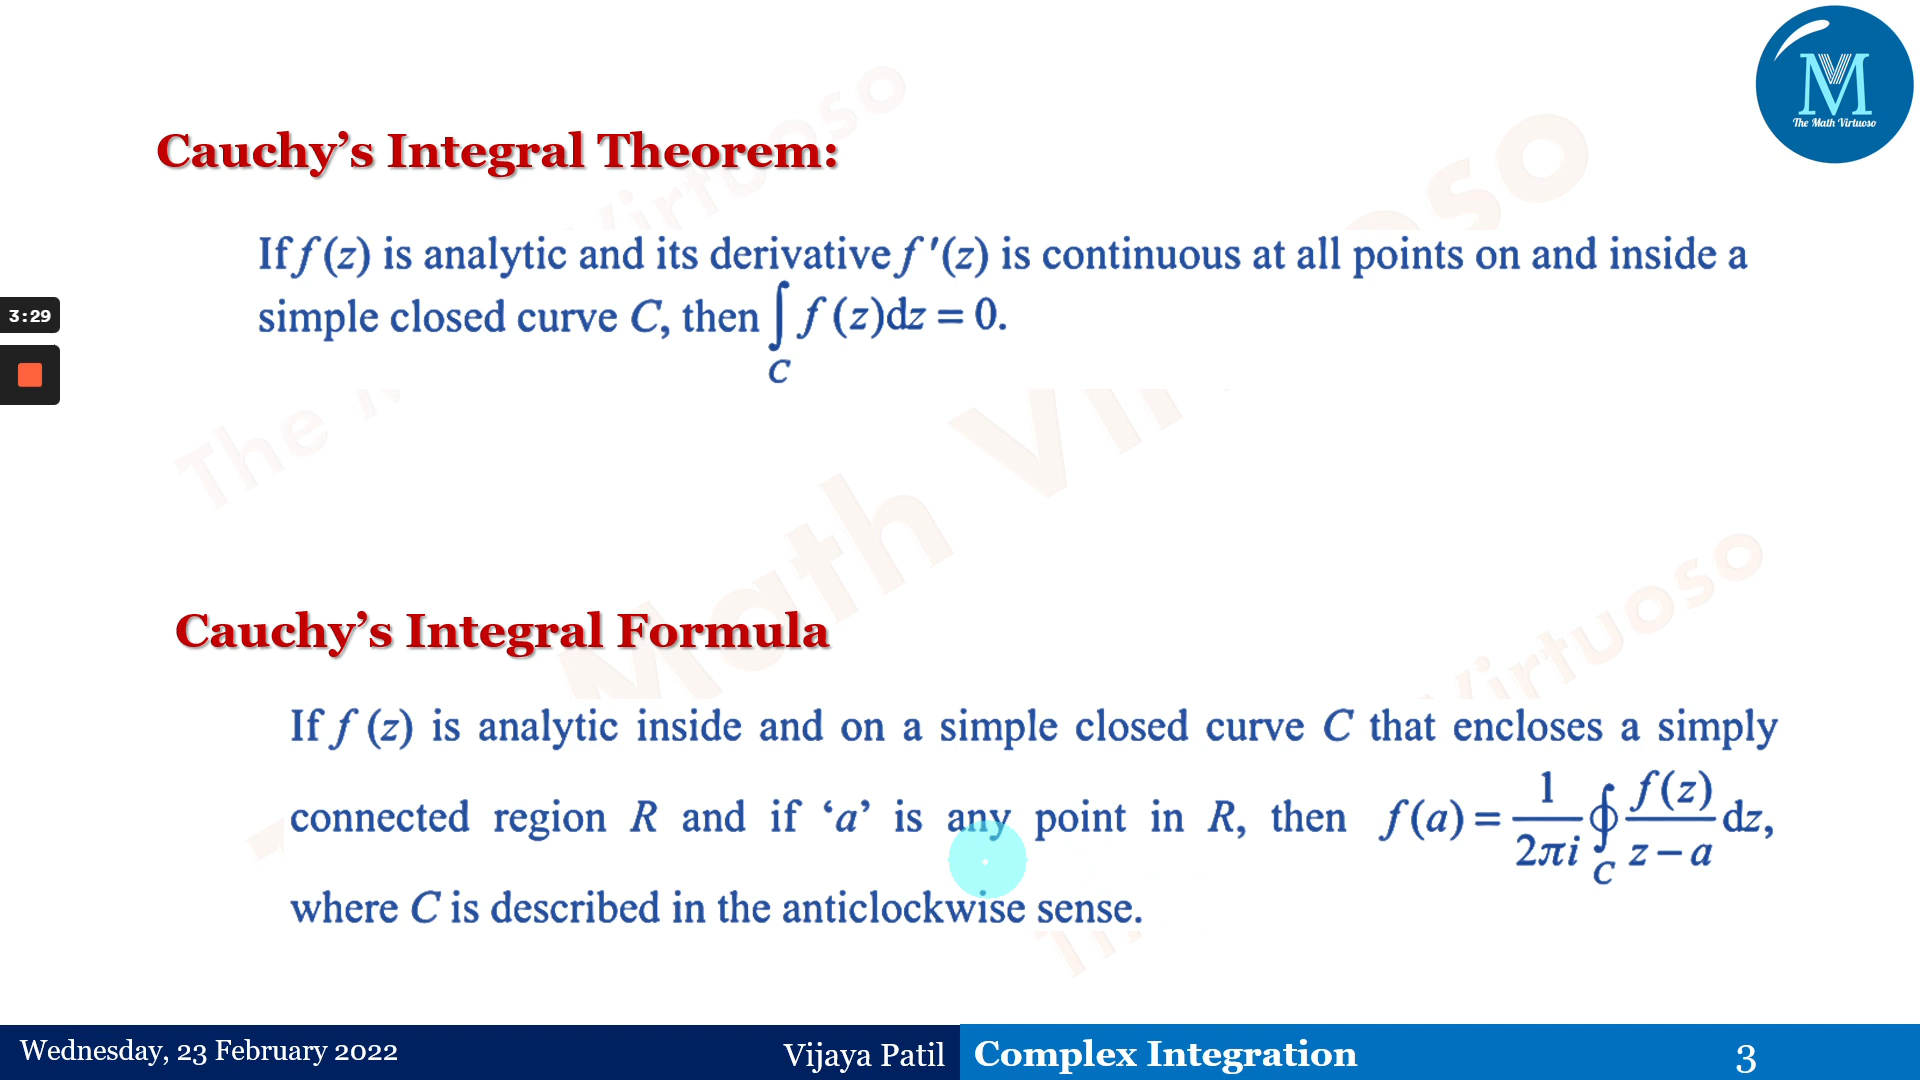 M
The Math Virtuoso
Cauchy's Integral Theorem:
If f (z) is analytic and its derivative f '(z) is continuous at all points on and inside a
simple closed curve C, then ∫_C f (z)dz = 0.
3:29
The Math Virtuoso
Cauchy's Integral Formula
If f (z) is analytic inside and on a simple closed curve C that encloses a simply
connected region R and if ‘a’ is any point in R, then f(a) = 1/2πi ∮_C f(z)/z – a dz,
where C is described in the anticlockwise sense.
Wednesday, 23 February 2022
Vijaya Patil
Complex Integration
3